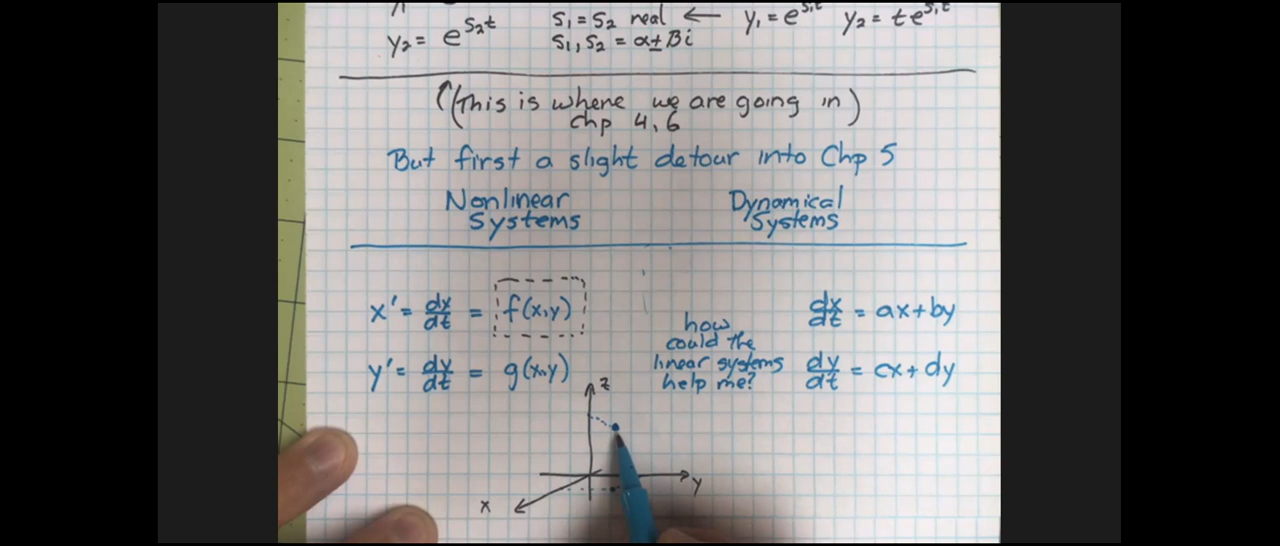 y₂ = e^{s₂t}
s₁ = s₂ real ← y₁ = e^{s₁t} y₂ = te^{s₁t}
s₁, s₂ = α ± Bi
(This is where we are going in)
chp 4,6
But first a slight detour into Chp 5
Nonlinear
Systems
Dynamical
Systems
x' = dx/dt = f(x,y)
y' = dy/dt = g(x,y)
how
could the
linear systems
help me?
dx/dt = ax + by
dy/dt = cx + dy
z
y
x